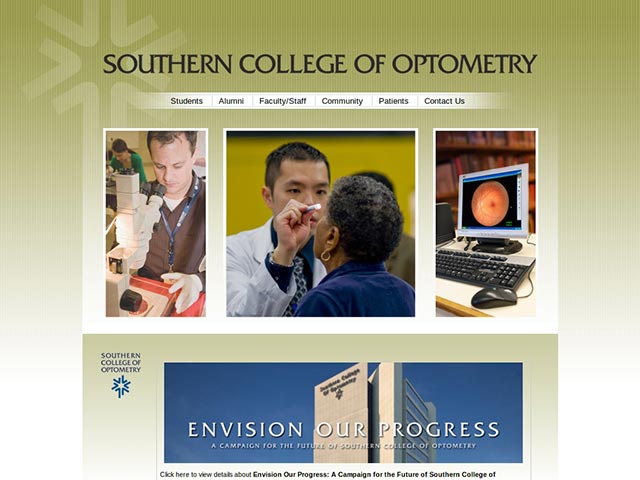 SOUTHERN COLLEGE OF OPTOMETRY
Students Alumni Faculty/Staff Community Patients Contact Us
SOUTHERN
COLLEGE OF
OPTOMETRY
Southern College
Of Optometry
ENVISION OUR PROGRESS
A CAMPAIGN FOR THE FUTURE OF SOUTHERN COLLEGE OF OPTOMETRY
Click here to view details about Envision Our Progress: A Campaign for the Future of Southern College of